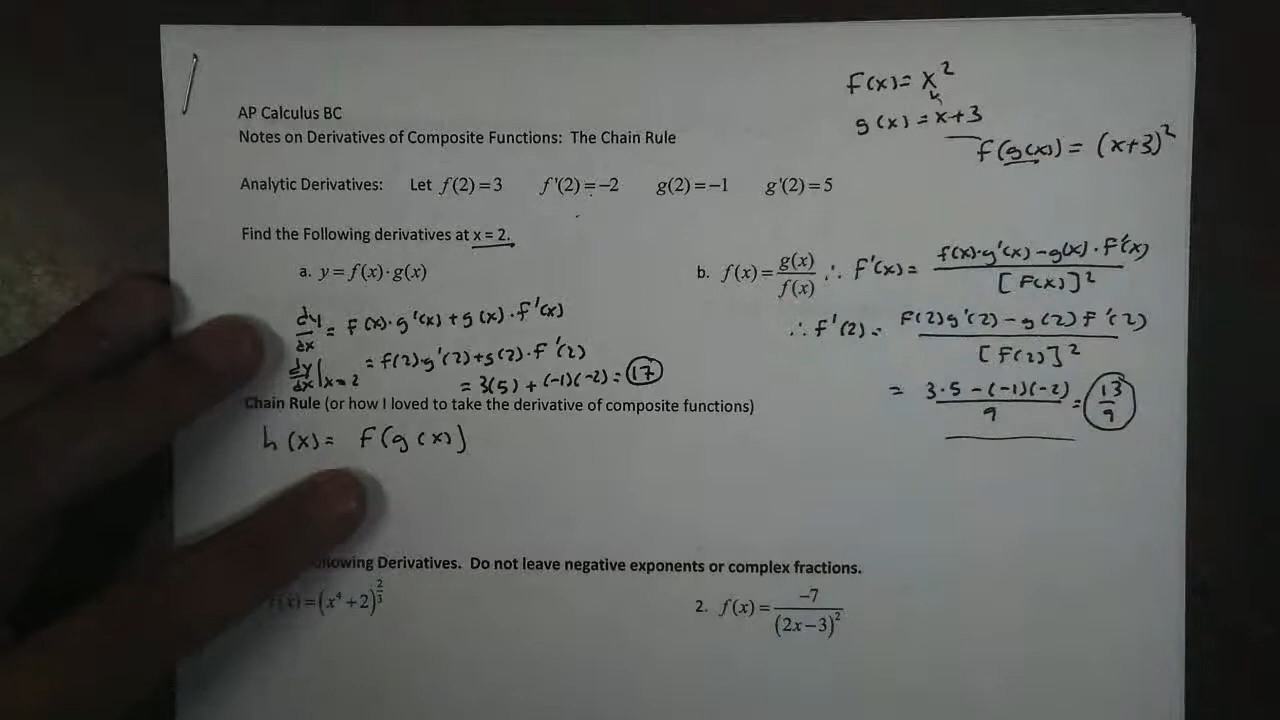 F(x) = x^2
g(x) = x+3
f(g(x)) = (x+3)^2
AP Calculus BC
Notes on Derivatives of Composite Functions: The Chain Rule
Analytic Derivatives: Let f(2)=3 f'(2)=-2 g(2)=-1 g'(2)=5
Find the Following derivatives at x = 2.
a. y=f(x)·g(x)
dy/dx = f(x)·g'(x)+g(x)·f'(x)
dy/dx|x=2 = f(2)·g'(2)+g(2)·f'(2)
= 3(5) + (-1)(-2) = 17
b. f(x)=g(x)/f(x) ∴ F'(x) = f(x)·g'(x)-g(x)·F'(x) / [F(x)]^2
∴ f'(2) = F(2)g'(2) - g(2)F'(2) / [F(2)]^2
= 3·5 - (-1)(-2) / 9 = 13/9
Chain Rule (or how I loved to take the derivative of composite functions)
h(x) = F(g(x))
Following Derivatives. Do not leave negative exponents or complex fractions.
(x)=(x^4+2)^(2/3)
2. f(x)=-7/(2x-3)^2